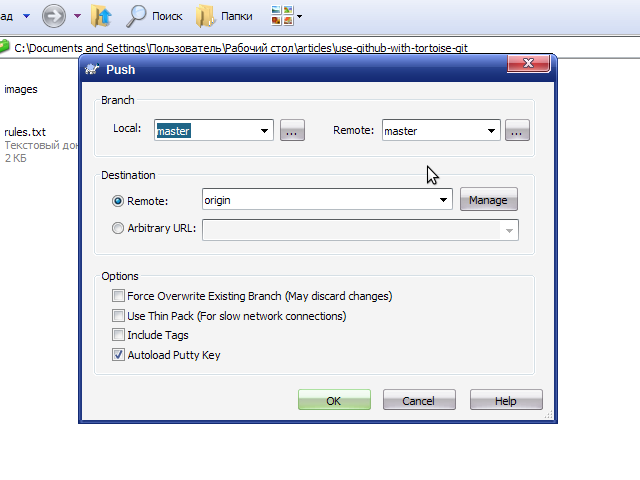 ад Поиск Папки
C:\Documents and Settings\Пользователь\Рабочий стол\articles\use-github-with-tortoise-git
images
rules.txt
Текстовый док
2 КБ
Push
Branch
Local: master ... Remote: master ...
Destination
Remote: origin Manage
Arbitrary URL:
Options
Force Overwrite Existing Branch (May discard changes)
Use Thin Pack (For slow network connections)
Include Tags
Autoload Putty Key
OK Cancel Help